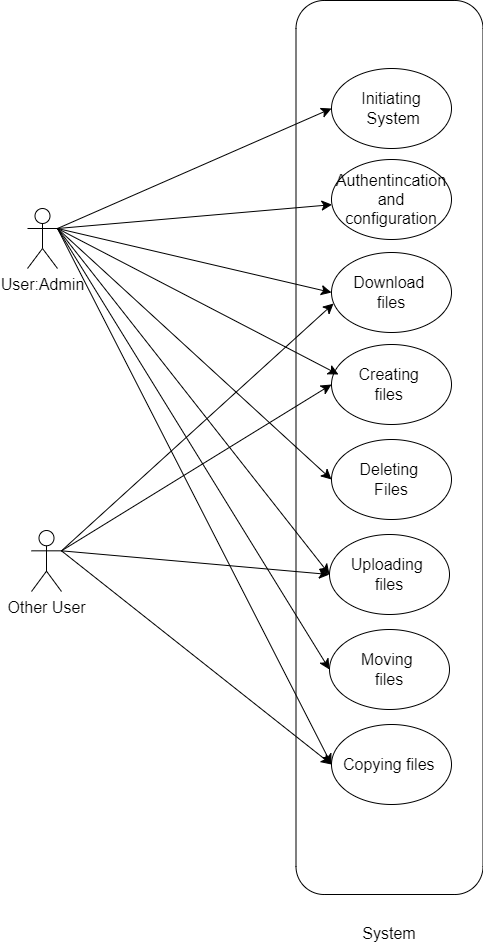 Initiating
System
Authentincation
and
configuration
User:Admin
Download
files
Creating
files
Deleting
Files
Uploading
files
Other User
Moving
files
Copying files
System